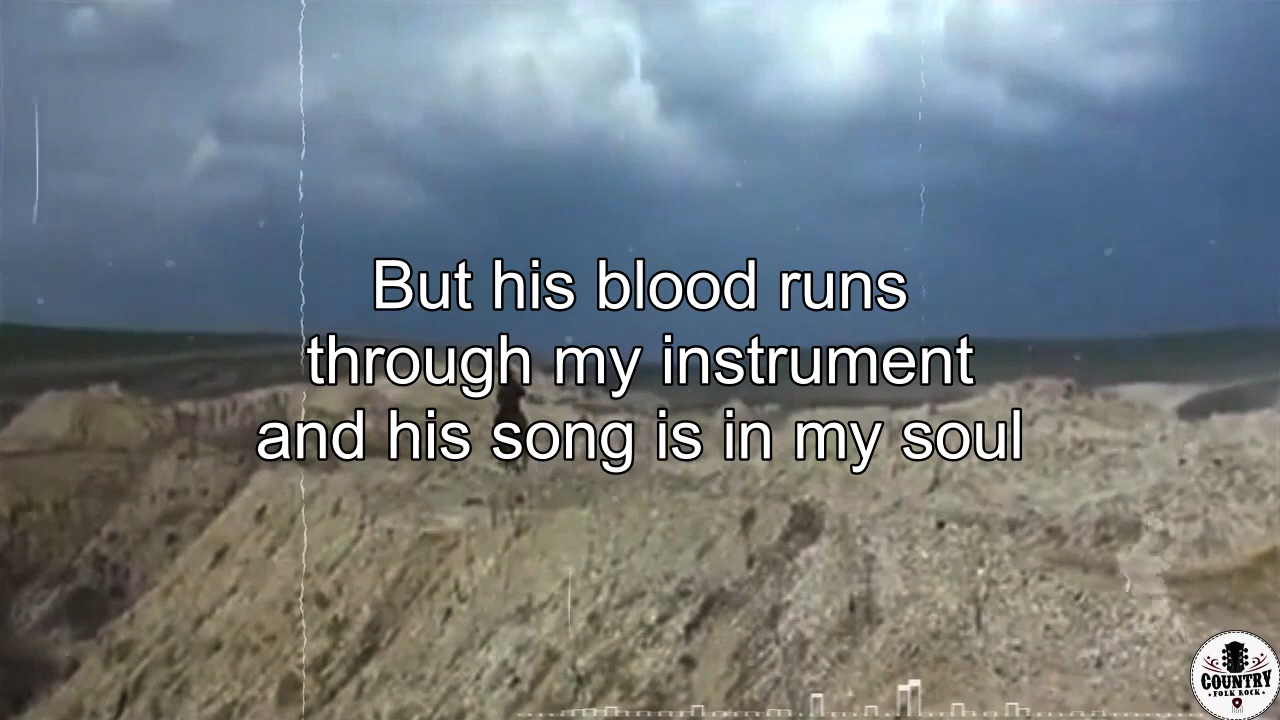 But his blood runs
through my instrument
and his song is in my soul
COUNTRY
FOLK ROCK